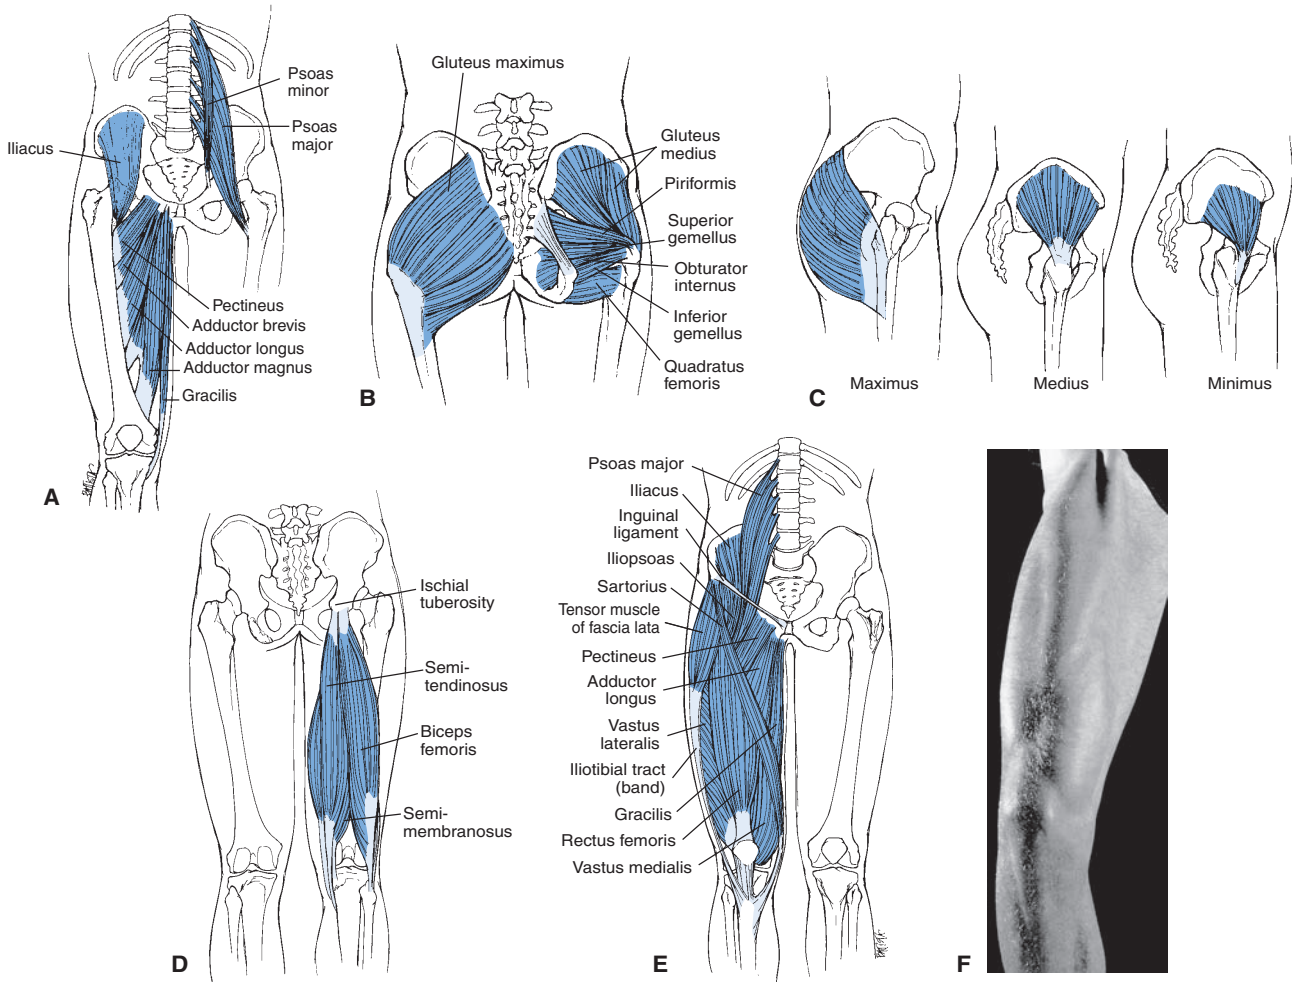 Psoas
minor
Psoas
major
Iliacus
Pectineus
Adductor brevis
Adductor longus
Adductor magnus
Gracilis
A
Gluteus maximus
Gluteus
medius
Piriformis
Superior
gemellus
Obturator
internus
Inferior
gemellus
Quadratus
femoris
B
Maximus
Medius
Minimus
C
Ischial
tuberosity
Semi-
tendinosus
Biceps
femoris
Semi-
membranosus
D
Psoas major
Iliacus
Inguinal
ligament
Iliopsoas
Sartorius
Tensor muscle
of fascia lata
Pectineus
Adductor
longus
Vastus
lateralis
Iliotibial tract
(band)
Gracilis
Rectus femoris
Vastus medialis
E
F